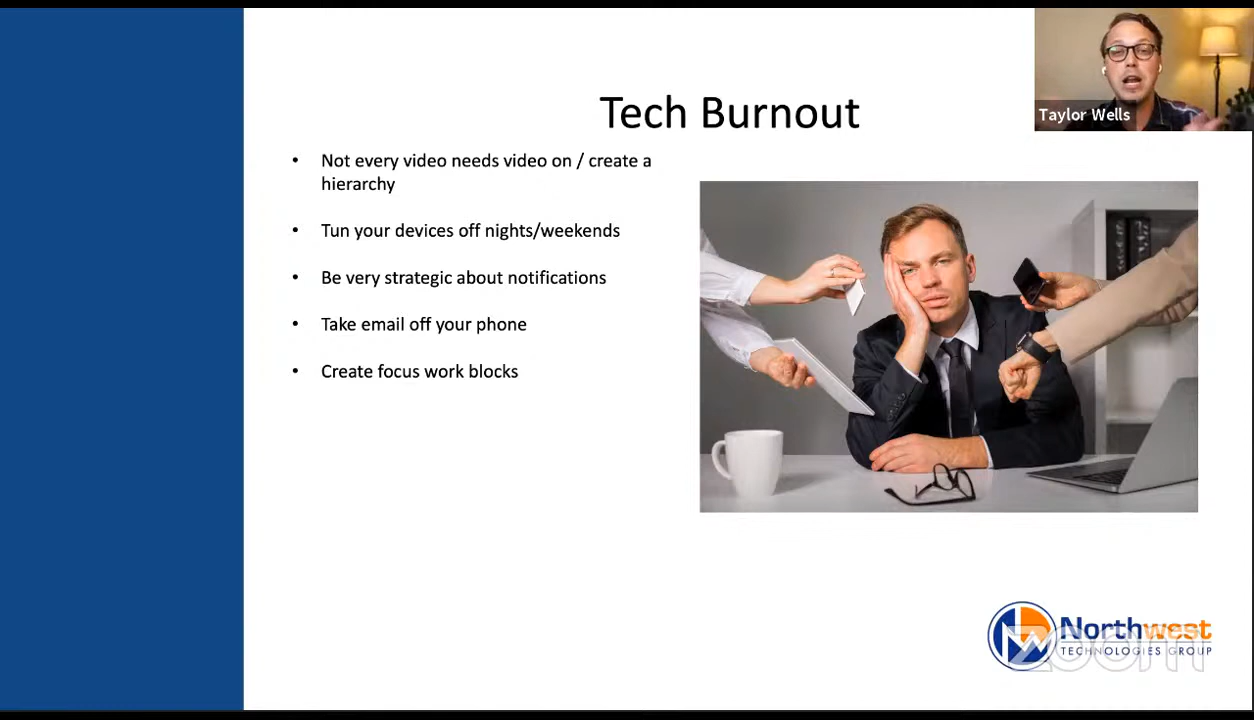 Taylor Wells
Tech Burnout
• Not every video needs video on / create a
hierarchy
• Tun your devices off nights/weekends
• Be very strategic about notifications
• Take email off your phone
• Create focus work blocks
Northwest
TECHNOLOGIES GROUP
zoom